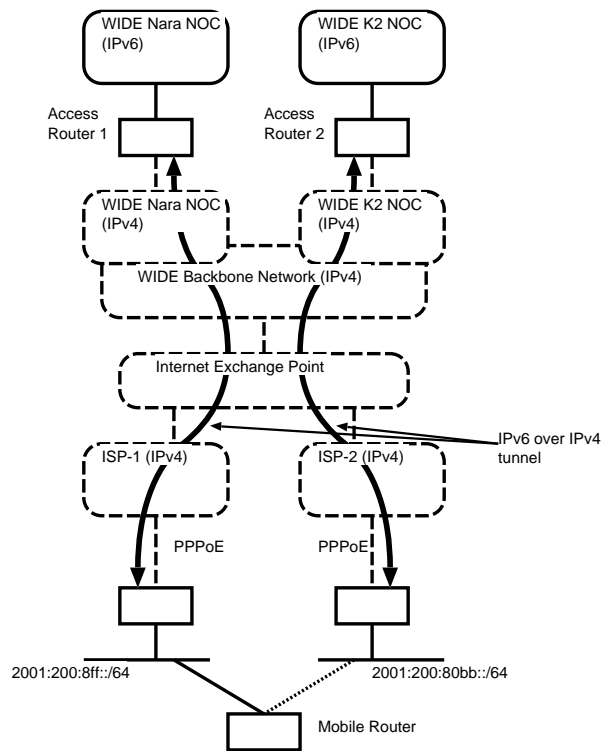 WIDE Nara NOC
(IPv6)
WIDE K2 NOC
(IPv6)
Access
Router 1
Access
Router 2
WIDE Nara NOC
(IPv4)
WIDE K2 NOC
(IPv4)
WIDE Backbone Network (IPv4)
Internet Exchange Point
IPv6 over IPv4
tunnel
ISP-1 (IPv4)
ISP-2 (IPv4)
PPPoE
PPPoE
2001:200:8ff::/64
2001:200:80bb::/64
Mobile Router